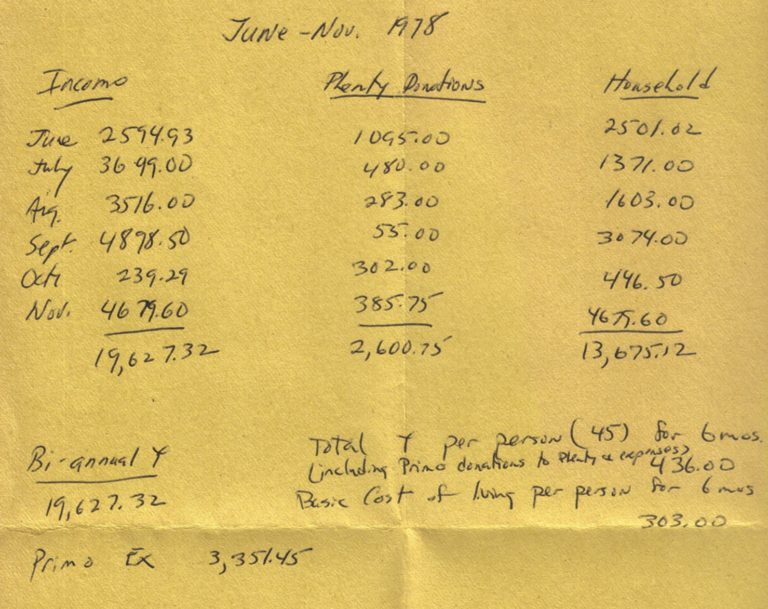 June - Nov. 1978
Income Plenty Donations Household
June 2594.93 1095.00 2501.02
July 3699.00 480.00 1371.00
Aug. 3516.00 283.00 1603.00
Sept. 4898.50 55.00 3074.00
Oct. 239.29 302.00 446.50
Nov. 4679.60 385.75 4679.60
19,627.32 2,600.75 13,675.12
Bi-annual Y
19,627.32
Total Y per person (45) for 6 mos.
(including Primo donations to Plenty & expenses) 436.00
Basic Cost of living per person for 6 mos
303.00
Primo Ex 3,351.45